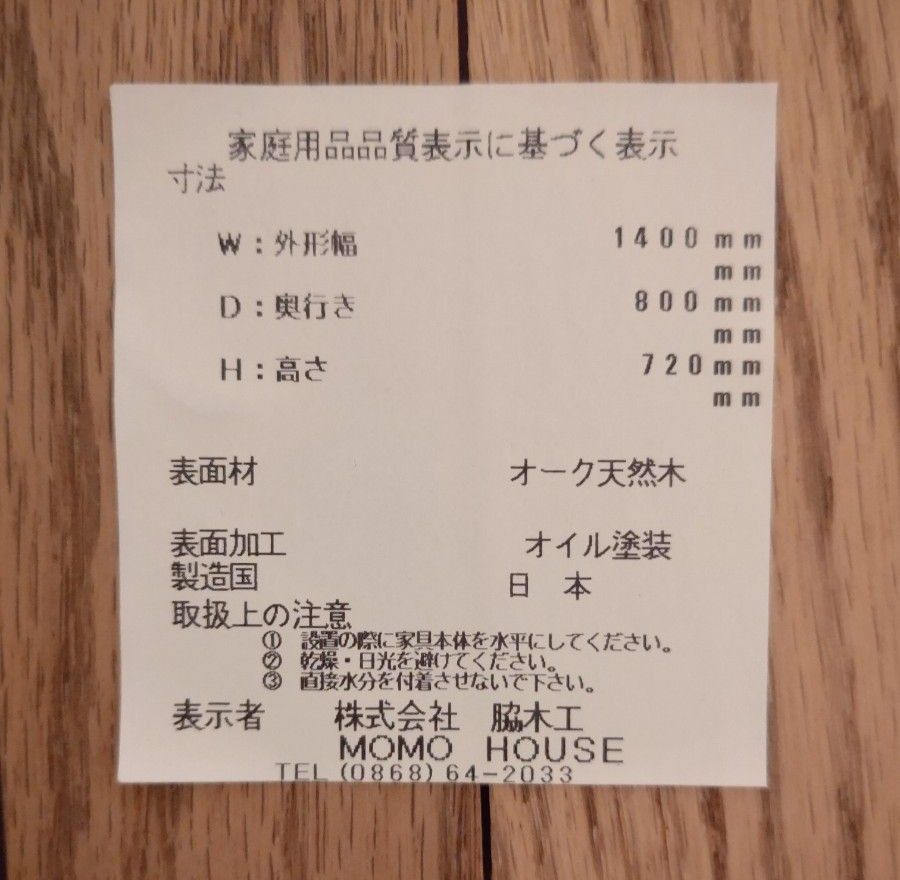 家庭用品品質表示に基づく表示
寸法
W：外形幅 1400mm
mm
D：奥行き 800mm
mm
H：高さ 720mm
mm
表面材 オーク天然木
表面加工 オイル塗装
製造国 日 本
取扱上の注意
① 設置の際に家具本体を水平にしてください。
② 乾燥・日光を避けてください。
③ 直接水分を付着させないで下さい。
表示者 株式会社 脇木工
MOMO HOUSE
TEL(0868)64-2033